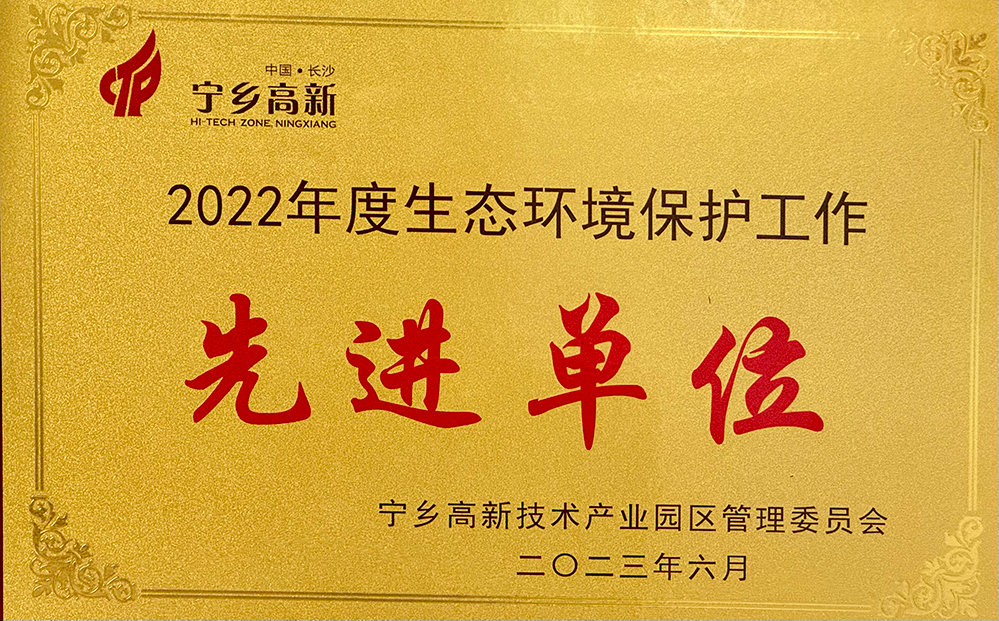 中国•长沙
宁乡高新
HI-TECH ZONE, NINGXIANG
2022年度生态环境保护工作
先进单位
宁乡高新技术产业园区管理委员会
二〇二三年六月